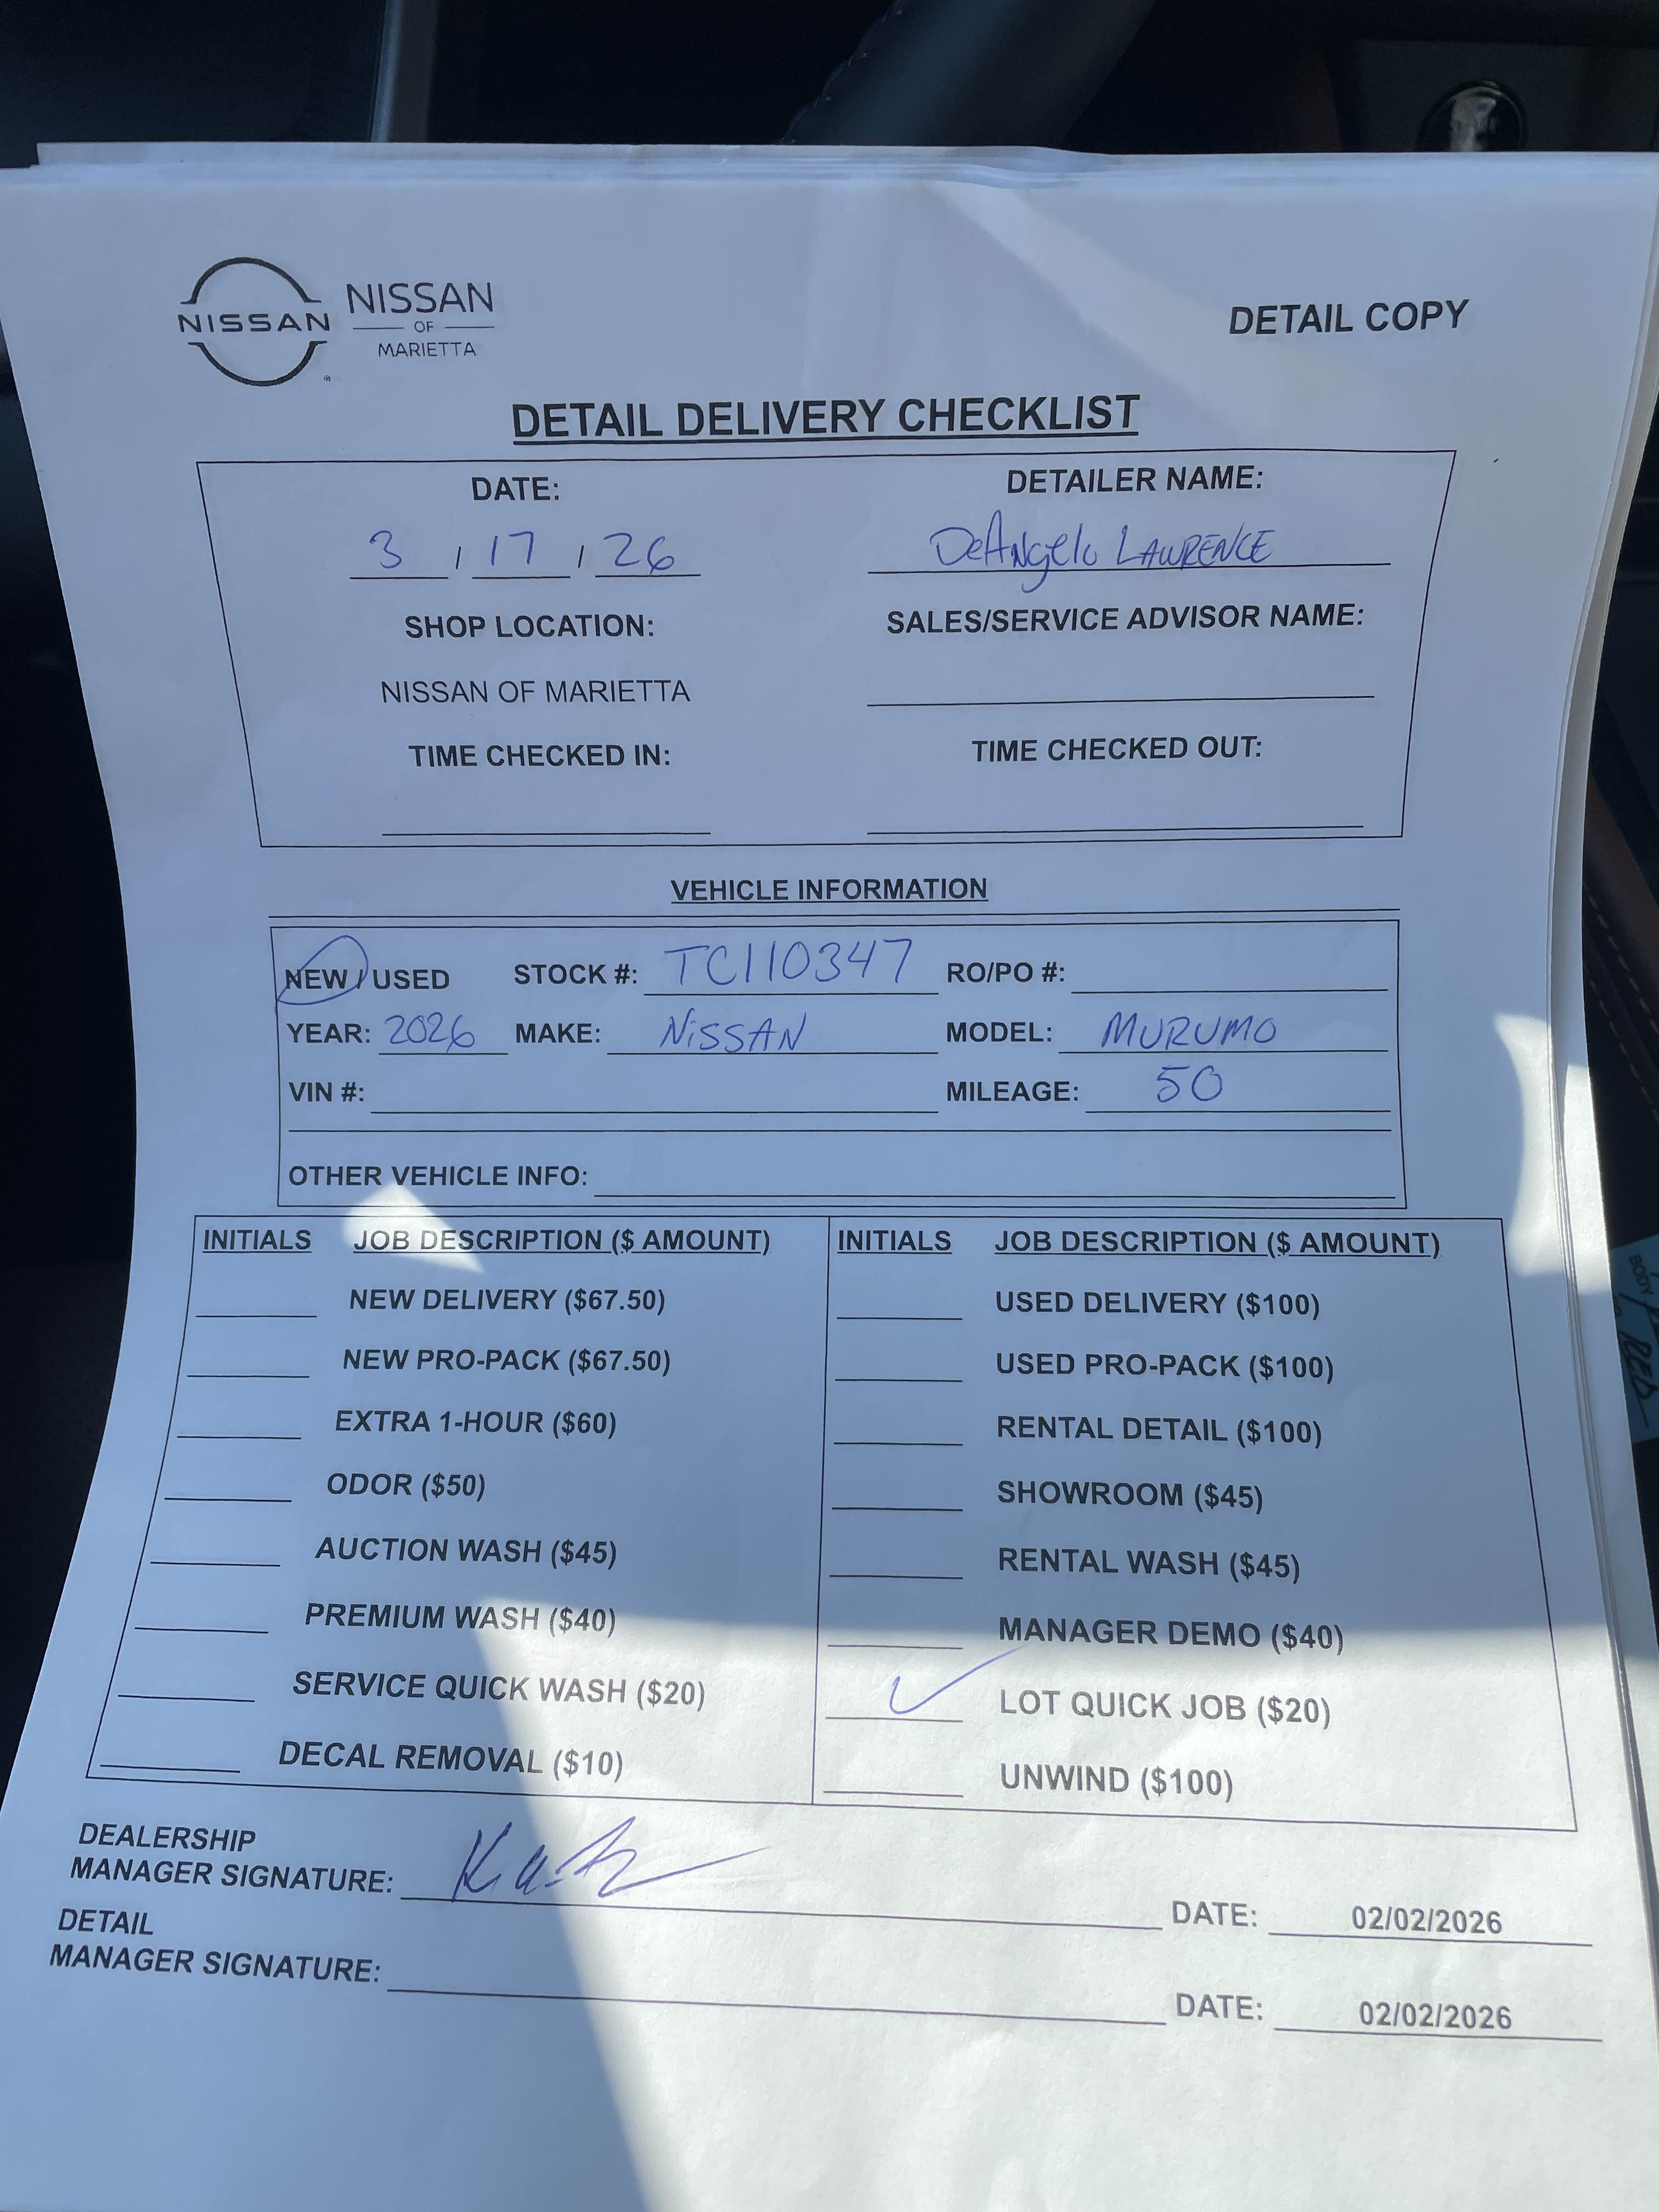 NISSAN
NISSAN
OF
MARIETTA
DETAIL COPY
DETAIL DELIVERY CHECKLIST
DATE: DETAILER NAME:
3 / 17 / 26 DeAngelo LAWRENCE
SHOP LOCATION: SALES/SERVICE ADVISOR NAME:
NISSAN OF MARIETTA
TIME CHECKED IN: TIME CHECKED OUT:
VEHICLE INFORMATION
NEW / USED STOCK #: TC110347 RO/PO #:
YEAR: 2026 MAKE: NiSSAN MODEL: MURUMO
VIN #: MILEAGE: 50
OTHER VEHICLE INFO:
INITIALS JOB DESCRIPTION ($ AMOUNT) INITIALS JOB DESCRIPTION ($ AMOUNT)
NEW DELIVERY ($67.50) USED DELIVERY ($100)
NEW PRO-PACK ($67.50) USED PRO-PACK ($100)
EXTRA 1-HOUR ($60) RENTAL DETAIL ($100)
ODOR ($50) SHOWROOM ($45)
AUCTION WASH ($45) RENTAL WASH ($45)
PREMIUM WASH ($40) MANAGER DEMO ($40)
SERVICE QUICK WASH ($20) ✓ LOT QUICK JOB ($20)
DECAL REMOVAL ($10) UNWIND ($100)
DEALERSHIP
MANAGER SIGNATURE: DATE: 02/02/2026
DETAIL
MANAGER SIGNATURE: DATE: 02/02/2026
BODY
RED